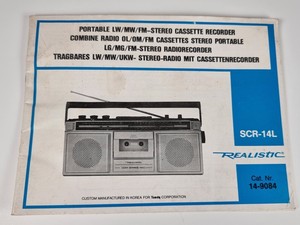 PORTABLE LW/MW/FM-STEREO CASSETTE RECORDER
COMBINE RADIO OL/OM/FM CASSETTES STEREO PORTABLE
LG/MG/FM-STEREO RADIORECORDER
TRAGBARES LW/MW/UKW- STEREO-RADIO MIT CASSETTENRECORDER
SCR-14L
REALISTIC
Cat. Nr.
14-9084
CUSTOM MANUFACTURED IN KOREA FOR Tandy CORPORATION